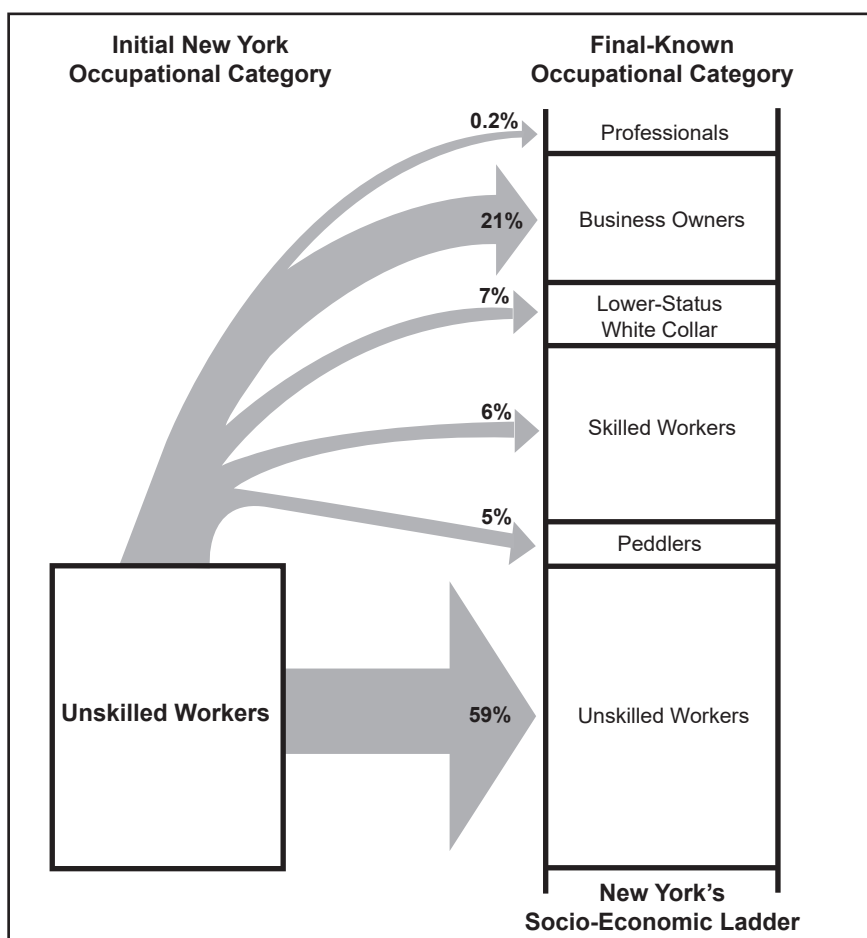 Initial New York
Occupational Category
Final-Known
Occupational Category
0.2%
Professionals
21%
Business Owners
7%
Lower-Status
White Collar
6%
Skilled Workers
5%
Peddlers
Unskilled Workers
59%
Unskilled Workers
New York's
Socio-Economic Ladder